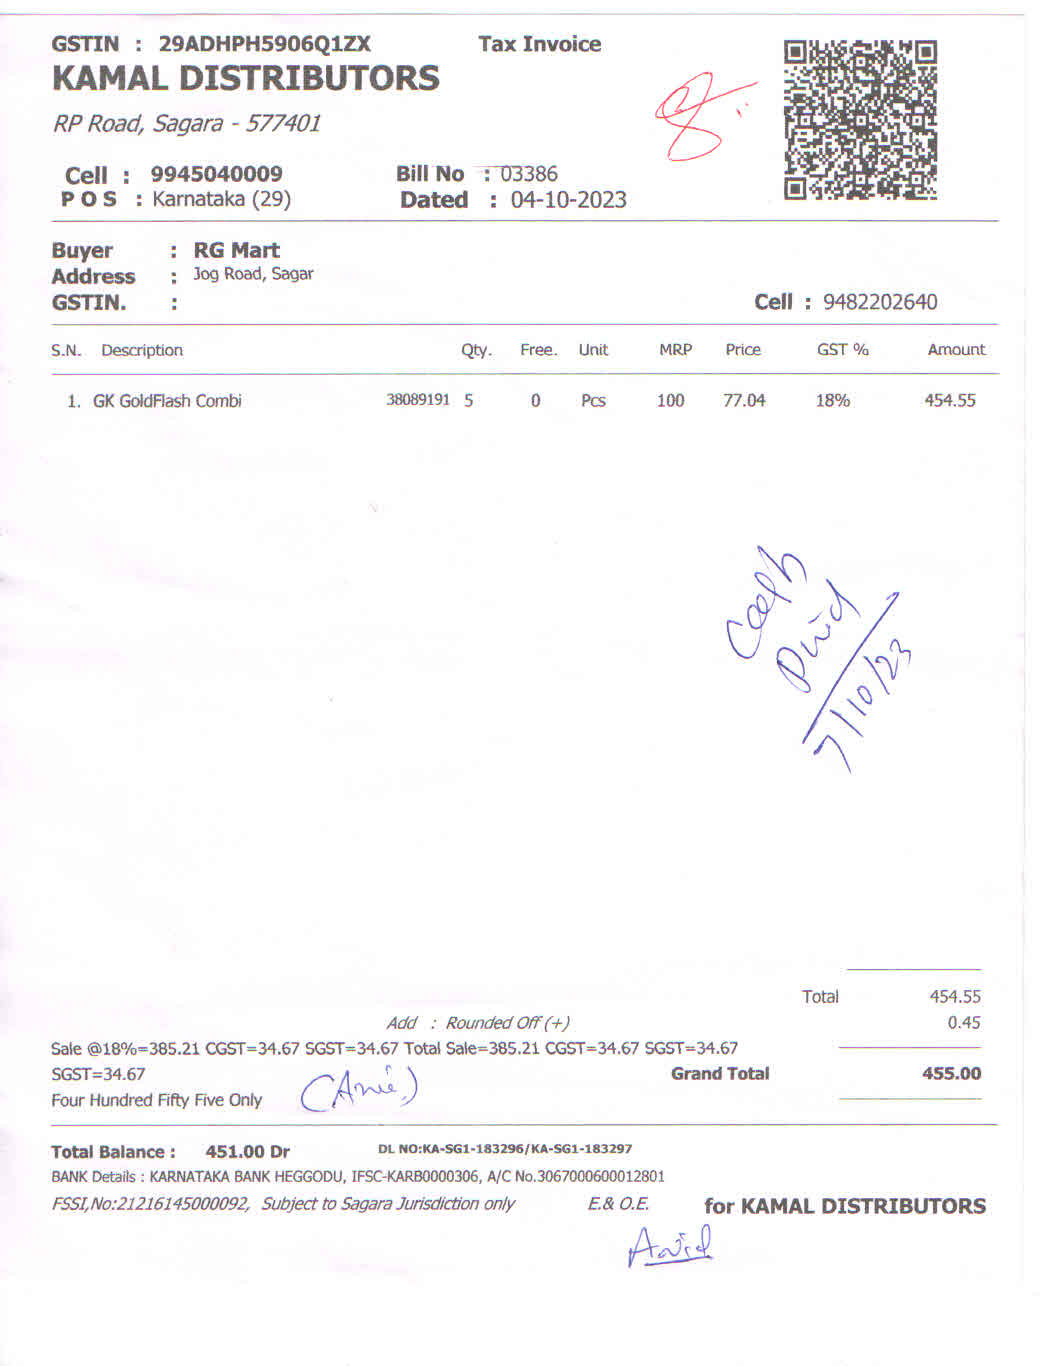 GSTIN : 29ADHPH5906Q1ZX Tax Invoice
KAMAL DISTRIBUTORS
RP Road, Sagara - 577401
Cell : 9945040009 Bill No : 03386
P O S : Karnataka (29) Dated : 04-10-2023
Buyer : RG Mart
Address : Jog Road, Sagar
GSTIN. : Cell : 9482202640
S.N. Description Qty. Free. Unit MRP Price GST % Amount
1. GK GoldFlash Combi 38089191 5 0 Pcs 100 77.04 18% 454.55
Paid
7/10/23
Total 454.55
Add : Rounded Off (+) 0.45
Sale @18%=385.21 CGST=34.67 SGST=34.67 Total Sale=385.21 CGST=34.67 SGST=34.67
SGST=34.67 Grand Total 455.00
Four Hundred Fifty Five Only
Total Balance : 451.00 Dr DL NO:KA-SG1-183296/KA-SG1-183297
BANK Details : KARNATAKA BANK HEGGODU, IFSC-KARB0000306, A/C No.3067000600012801
FSSI,No:21216145000092, Subject to Sagara Jurisdiction only E.& O.E. for KAMAL DISTRIBUTORS